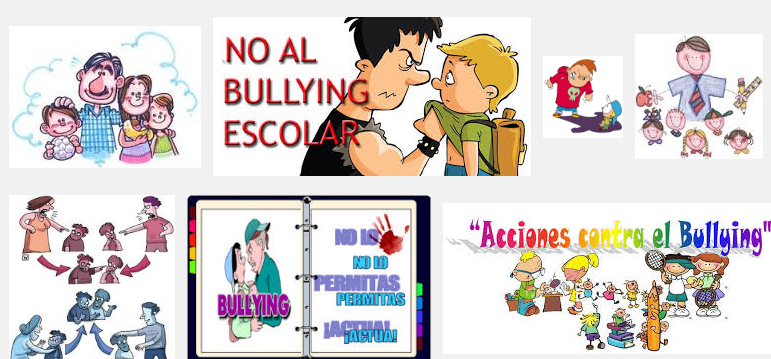 NO AL
BULLYING
ESCOLAR
BULLYING
NO LO
NO LO
PERMITAS
PERMITAS
¡ACTUA!
¡ACTUA!
"Acciones contra el Bullying"